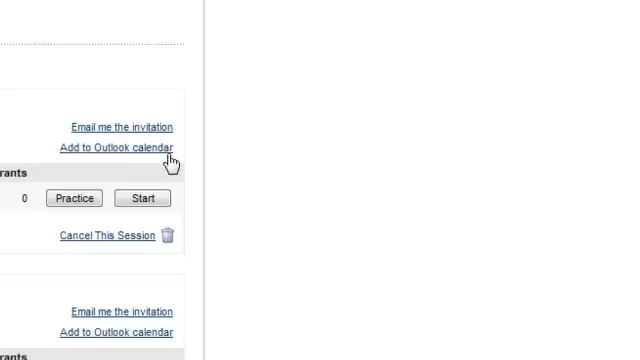 Email me the invitation
Add to Outlook calendar
rants
0 Practice Start
Cancel This Session
Email me the invitation
Add to Outlook calendar
rants